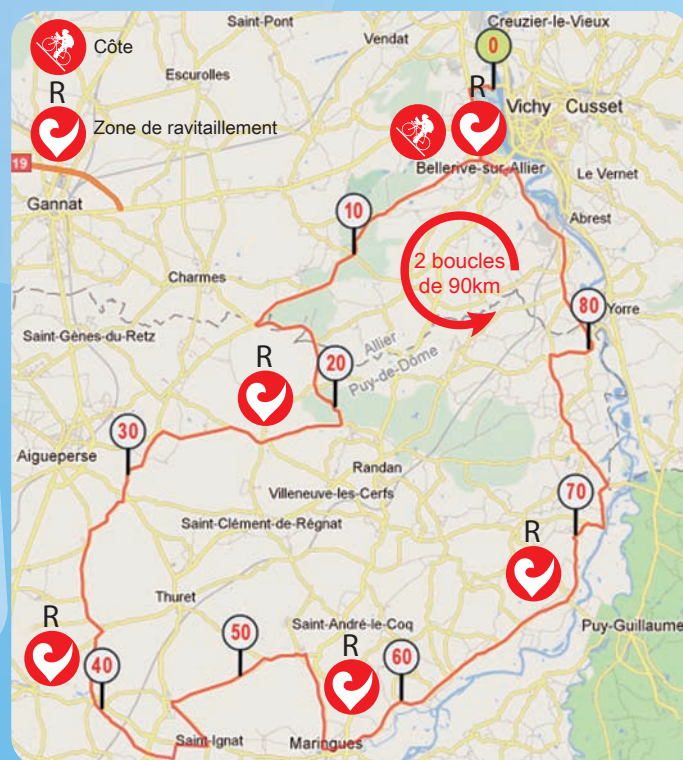 Saint-Pont
Creuzier-le-Vieux
Vendat
0
Côte
Escurolles
R
R
Vichy Cusset
Zone de ravitaillement
19
Bellerive-sur-Allier
Le Vernet
Gannat
10
Abrest
2 boucles
de 90km
Charmes
80
Yorre
Saint-Gènes-du-Retz
Allier
Puy-de-Dôme
R
20
30
Aigueperse
Randan
Villeneuve-les-Cerfs
70
Saint-Clément-de-Régnat
R
Thuret
50
Saint-André-le-Coq
Puy-Guillaume
R
40
R
60
Saint-Ignat
Maringues